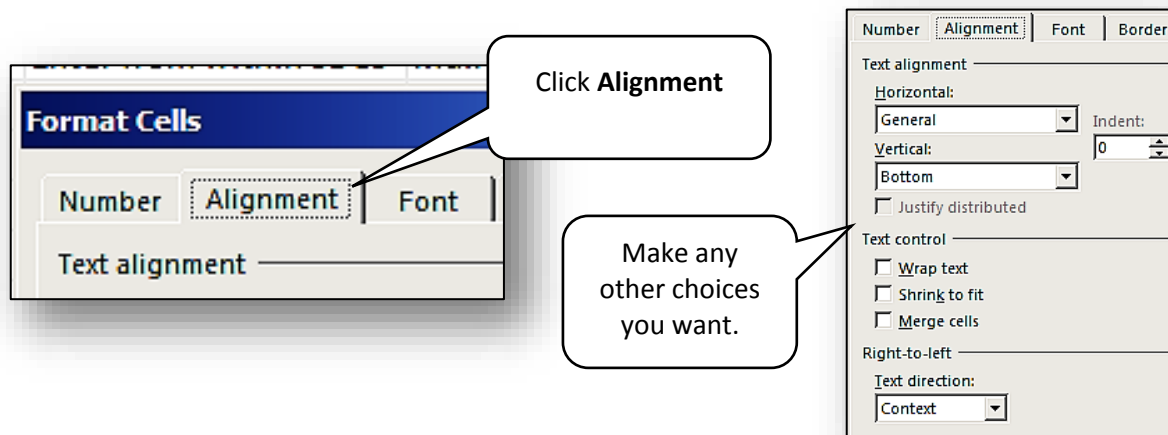 Format Cells
Number Alignment Font
Text alignment
Click Alignment
Make any
other choices
you want.
Number Alignment Font Border
Text alignment
Horizontal:
General
Indent:
Vertical:
0
Bottom
Justify distributed
Text control
Wrap text
Shrink to fit
Merge cells
Right-to-left
Text direction:
Context